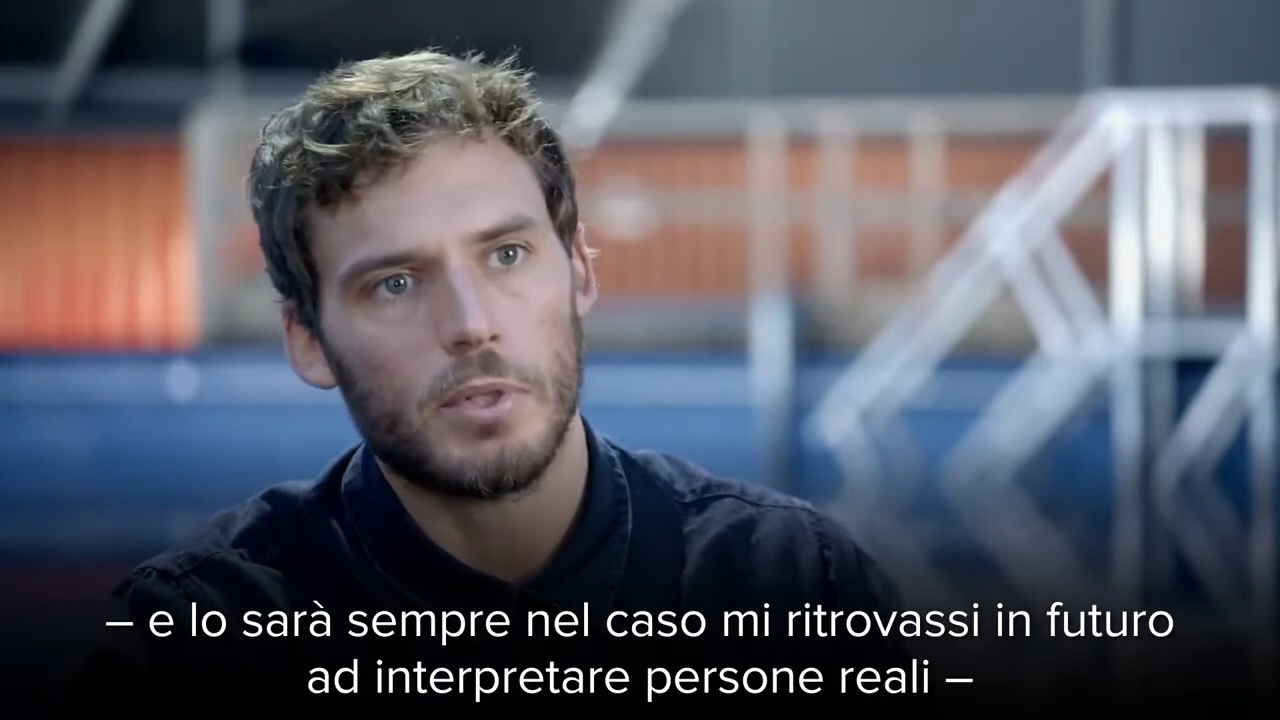 – e lo sarà sempre nel caso mi ritrovassi in futuro
ad interpretare persone reali –